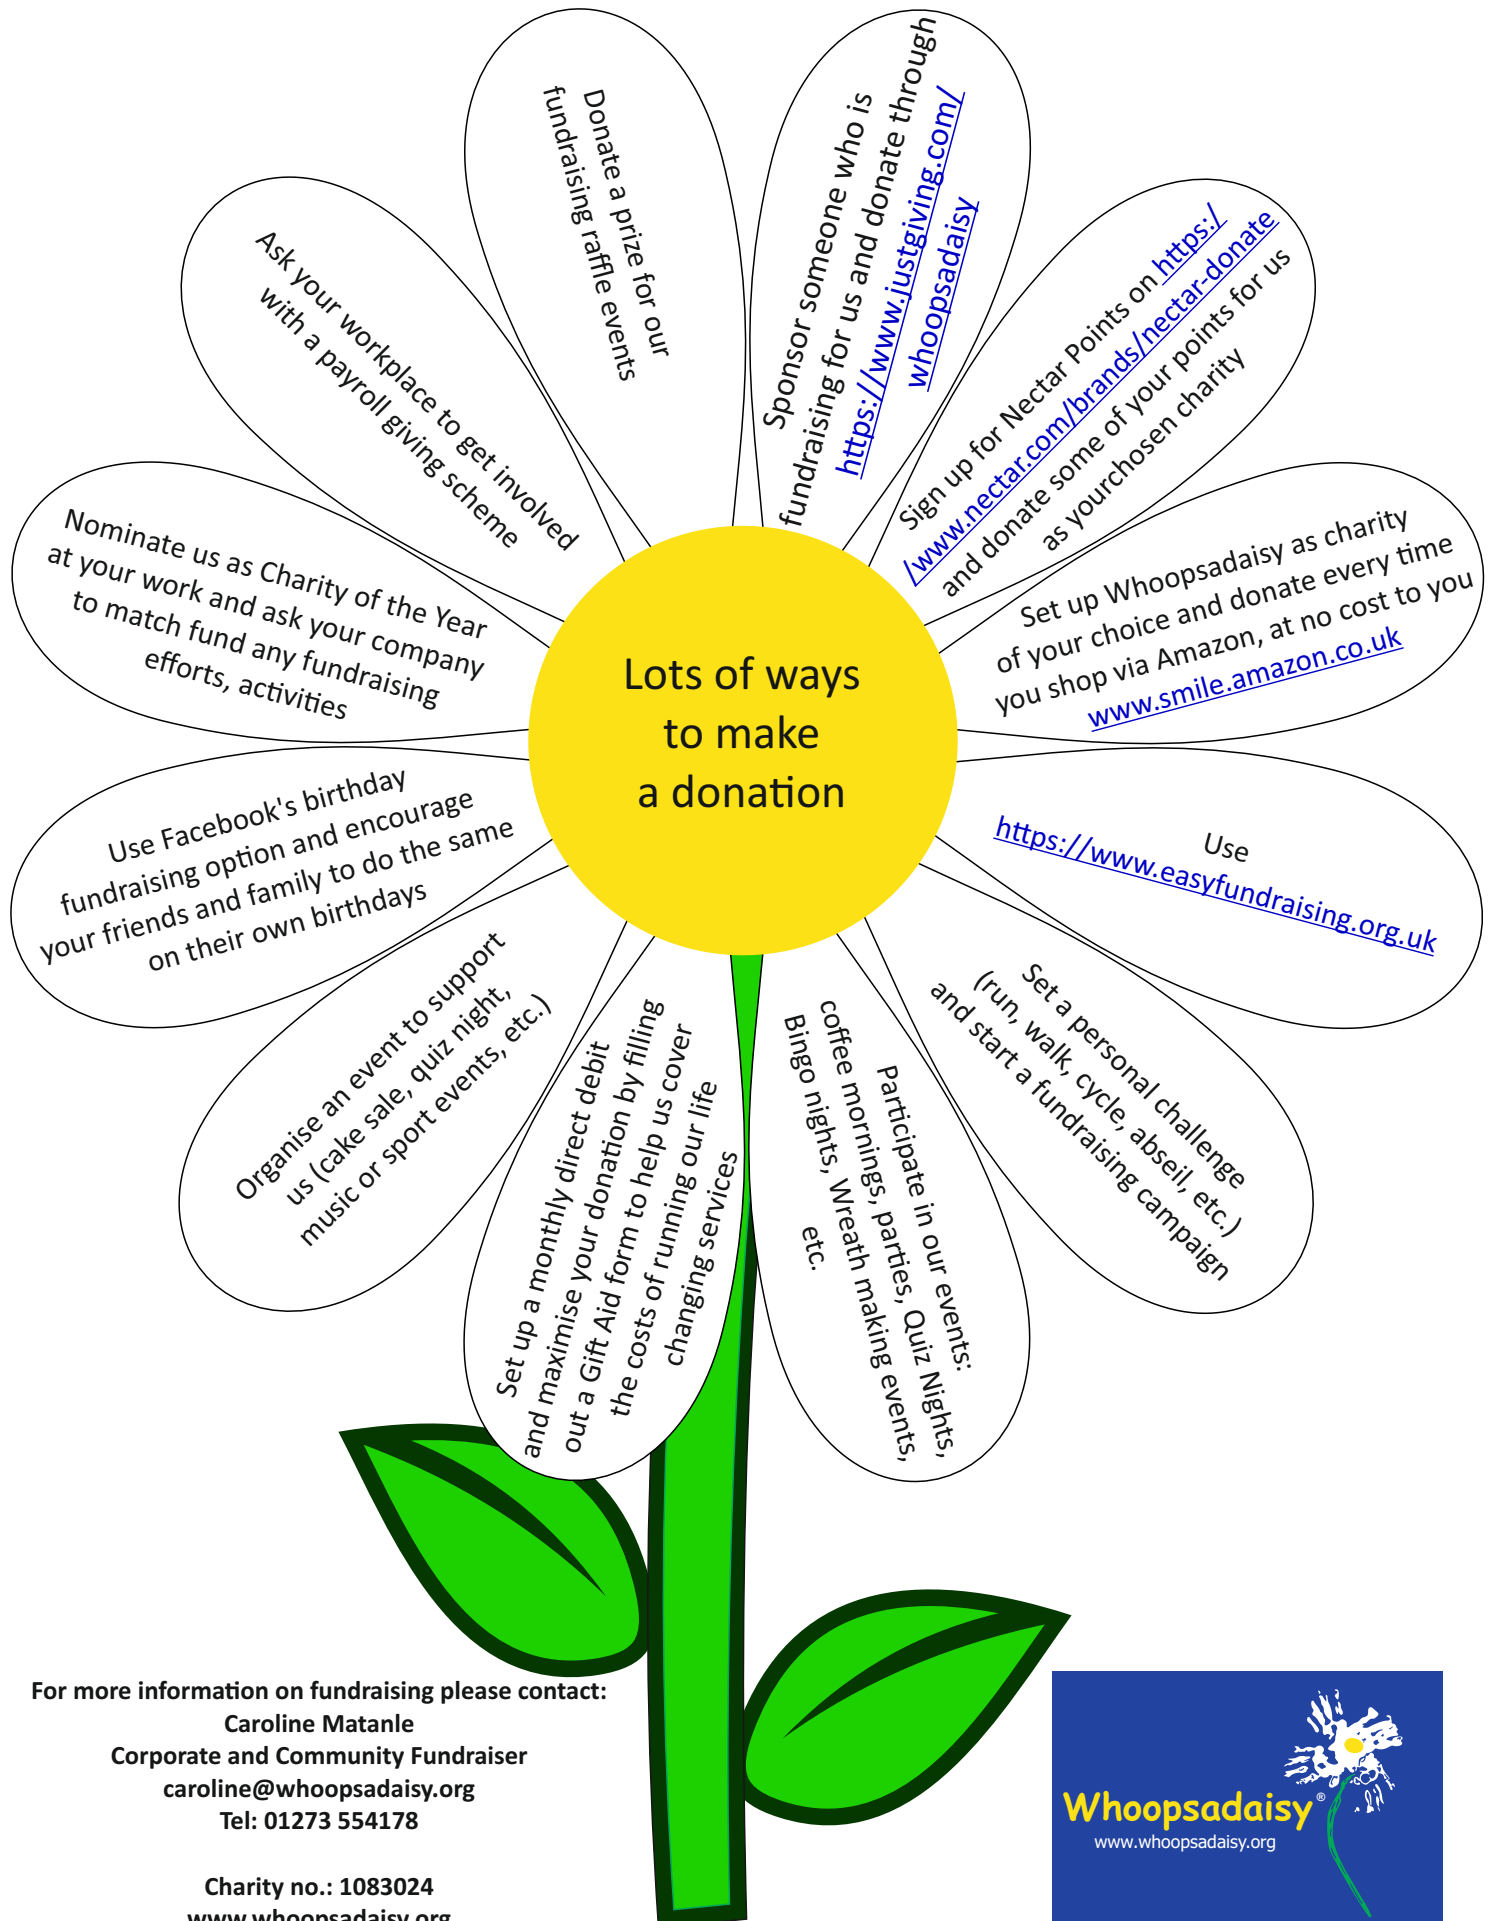 Lots of ways
to make
a donation
Sponsor someone who is
fundraising for us and donate through
https://www.justgiving.com/
whoopsadaisy
Sign up for Nectar Points on https:/
/www.nectar.com/brands/nectar-donate
and donate some of your points for us
as yourchosen charity
Set up Whoopsadaisy as charity
of your choice and donate every time
you shop via Amazon, at no cost to you
www.smile.amazon.co.uk
Use
https://www.easyfundraising.org.uk
Set a personal challenge
(run, walk, cycle, abseil, etc.)
and start a fundraising campaign
Participate in our events:
coffee mornings, parties, Quiz Nights,
Bingo nights, Wreath making events,
etc.
Set up a monthly direct debit
and maximise your donation by filling
out a Gift Aid form to help us cover
the costs of running our life
changing services
Organise an event to support
us (cake sale, quiz night,
music or sport events, etc.)
Use Facebook's birthday
fundraising option and encourage
your friends and family to do the same
on their own birthdays
Nominate us as Charity of the Year
at your work and ask your company
to match fund any fundraising
efforts, activities
Ask your workplace to get involved
with a payroll giving scheme
Donate a prize for our
fundraising raffle events
For more information on fundraising please contact:
Caroline Matanle
Corporate and Community Fundraiser
caroline@whoopsadaisy.org
Tel: 01273 554178
Charity no.: 1083024
www.whoopsadaisy.org
Whoopsadaisy®
www.whoopsadaisy.org